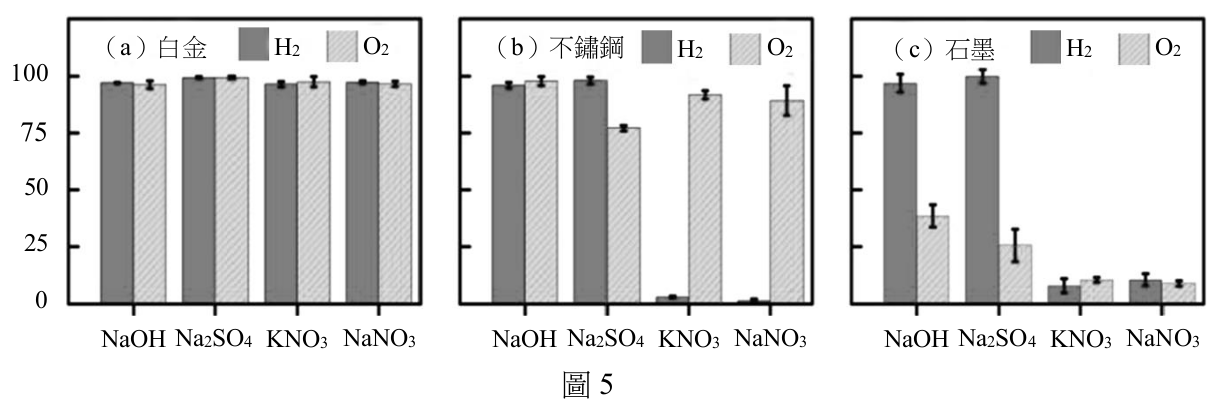 （a）白金 H₂ O₂
（b）不鏽鋼 H₂ O₂
（c）石墨 H₂ O₂
100
75
50
25
0
NaOH Na₂SO₄ KNO₃ NaNO₃
NaOH Na₂SO₄ KNO₃ NaNO₃
NaOH Na₂SO₄ KNO₃ NaNO₃
圖 5